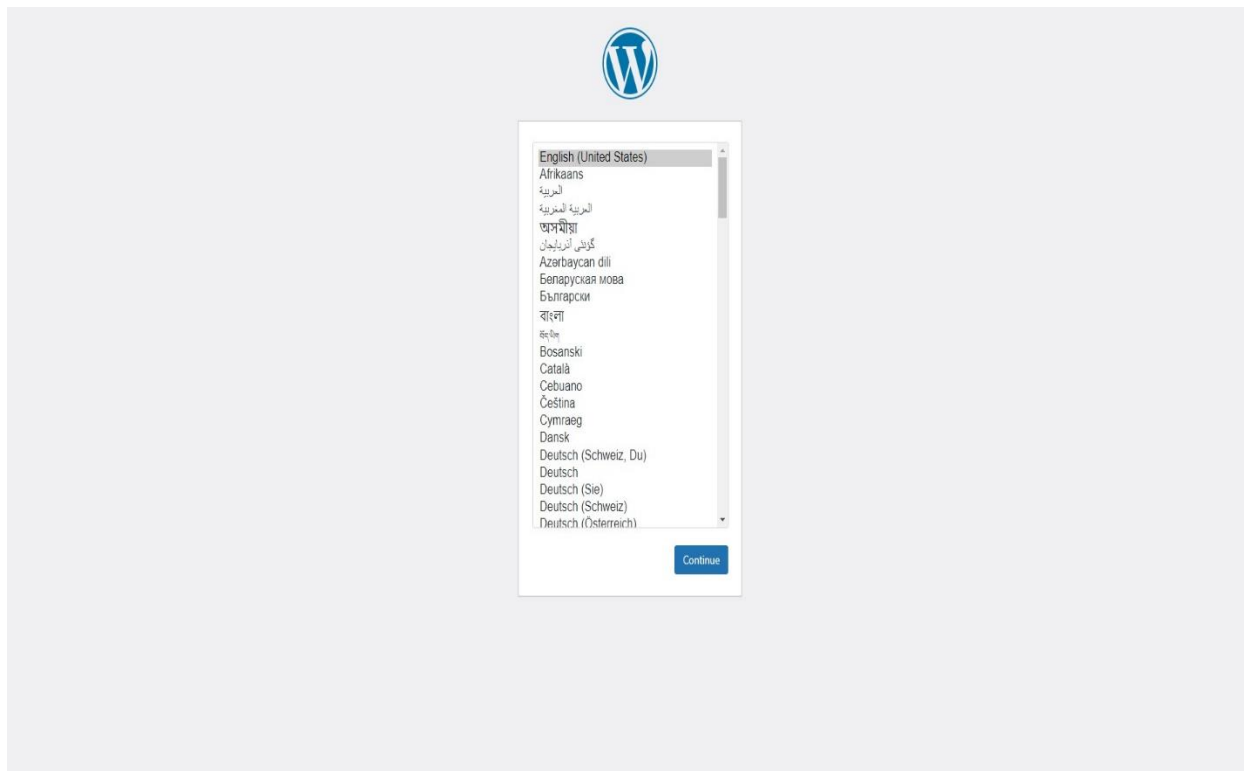 English (United States)
Afrikaans
العربية
العربية المغربية
অসমীয়া
گؤنئی آذربایجان
Azərbaycan dili
Беларуская мова
Български
বাংলা
Bosanski
Català
Cebuano
Čeština
Cymraeg
Dansk
Deutsch (Schweiz, Du)
Deutsch
Deutsch (Sie)
Deutsch (Schweiz)
Deutsch (Österreich)
Continue